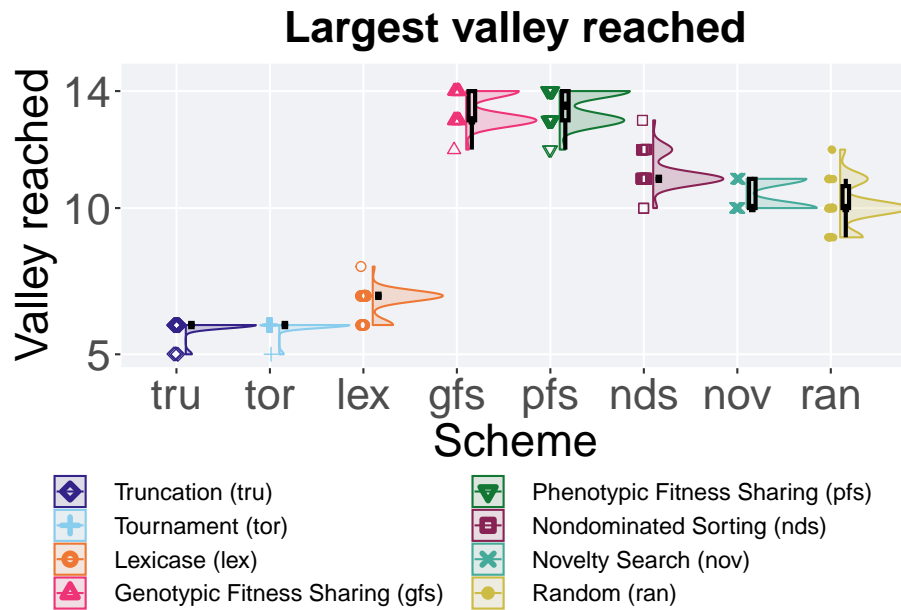 Largest valley reached
Valley reached
14
10
5
tru tor lex gfs pfs nds nov ran
Scheme
Truncation (tru)
Tournament (tor)
Lexicase (lex)
Genotypic Fitness Sharing (gfs)
Phenotypic Fitness Sharing (pfs)
Nondominated Sorting (nds)
Novelty Search (nov)
Random (ran)